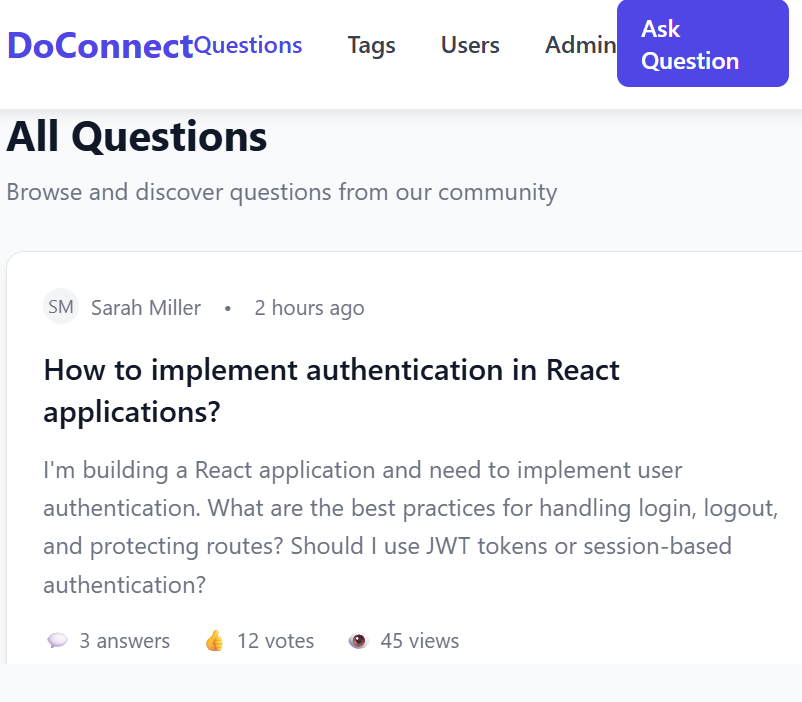 DoConnect Questions Tags Users Admin Ask Question
All Questions
Browse and discover questions from our community
SM Sarah Miller • 2 hours ago
How to implement authentication in React
applications?
I'm building a React application and need to implement user
authentication. What are the best practices for handling login, logout,
and protecting routes? Should I use JWT tokens or session-based
authentication?
3 answers 12 votes 45 views